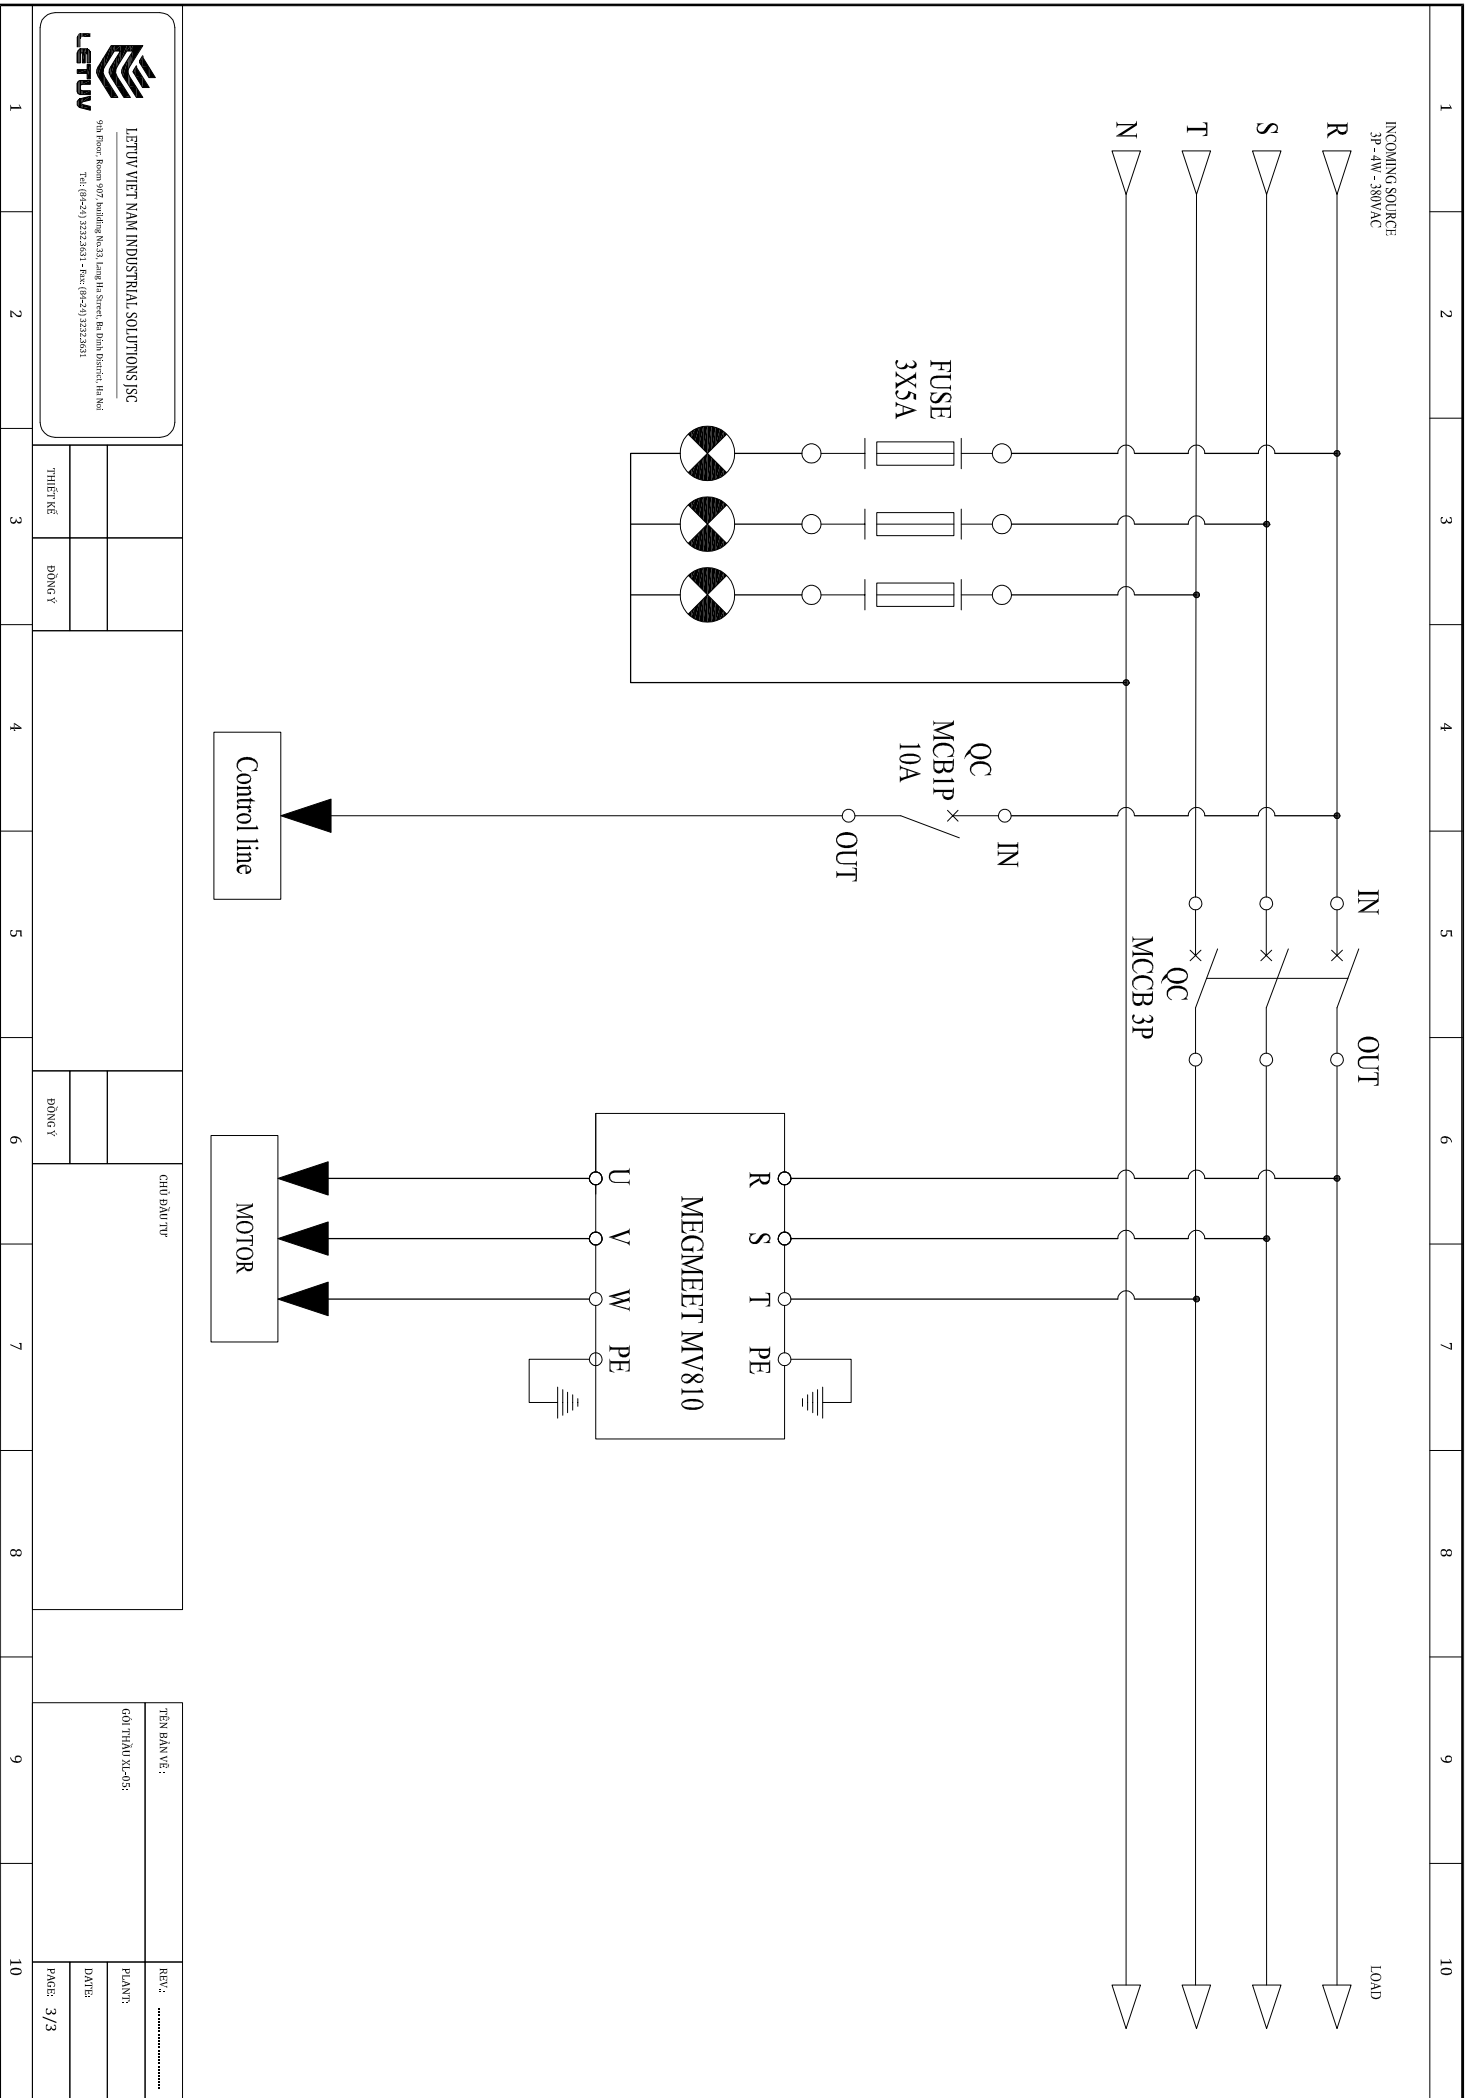 1
2
3
4
5
6
7
8
9
10
INCOMING SOURCE
3P - 4W - 380VAC
LOAD
R
S
T
N
IN
OUT
QC
MCCB 3P
FUSE
3X5A
QC
MCB1P
10A
IN
OUT
R
S
T
PE
MEGMEET MV810
U
V
W
PE
Control line
MOTOR
LETUV
LETUV VIET NAM INDUSTRIAL SOLUTIONS JSC
9th Floor, Room 907, building No.33, Lang Ha Street, Ba Dinh District, Ha Noi
Tel: (84-24) 3232.3631 - Fax: (84-24) 3232.3631
THIẾT KẾ
ĐỒNG Ý
ĐỒNG Ý
CHỦ ĐẦU TƯ
TÊN BẢN VẼ :
GÓI THẦU XL-05:
REV.: ......................
PLANT:
DATE:
PAGE: 3/3
1
2
3
4
5
6
7
8
9
10